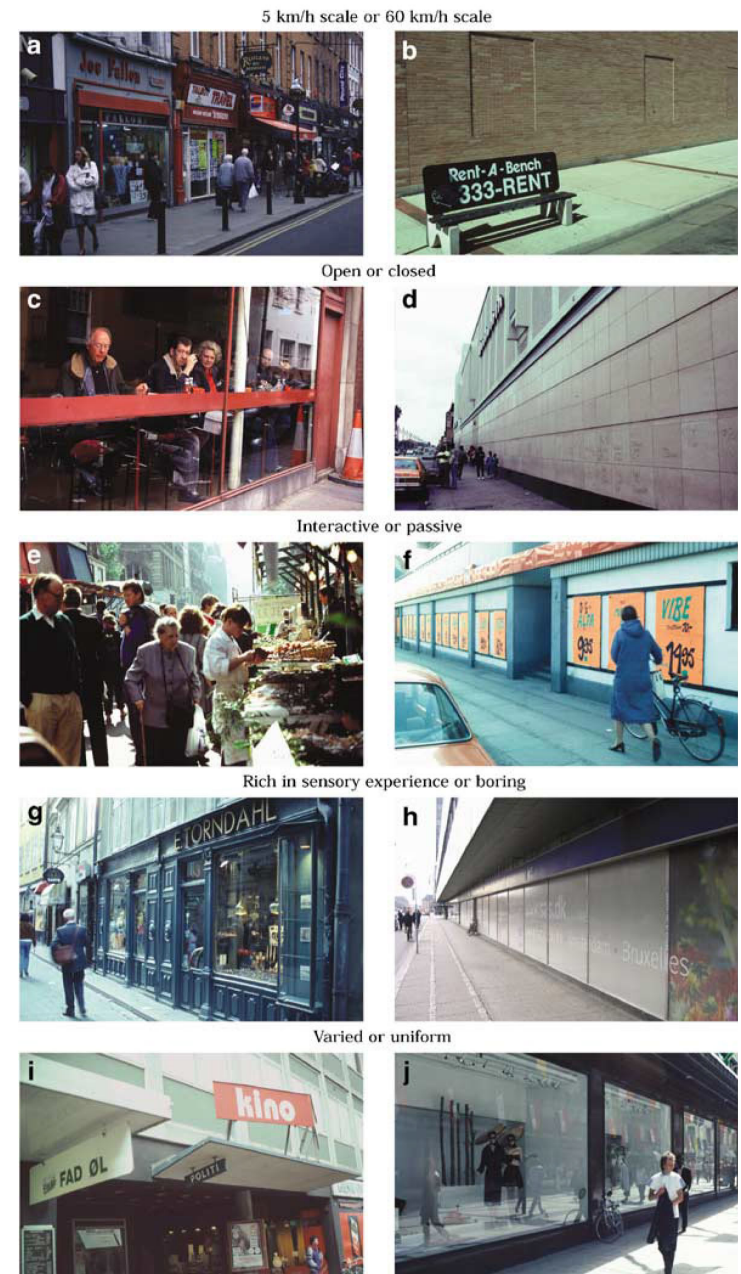 5 km/h scale or 60 km/h scale
a
Joe Fallon
TRAVEL
b
Rent-A-Bench
333-RENT
Open or closed
c
d
Interactive or passive
e
f
ALFA
9.95
VIBE
14.95
Rich in sensory experience or boring
g
E.TORNDAHL
h
Bruxelles
Varied or uniform
i
kino
FAD ØL
POLITI
j